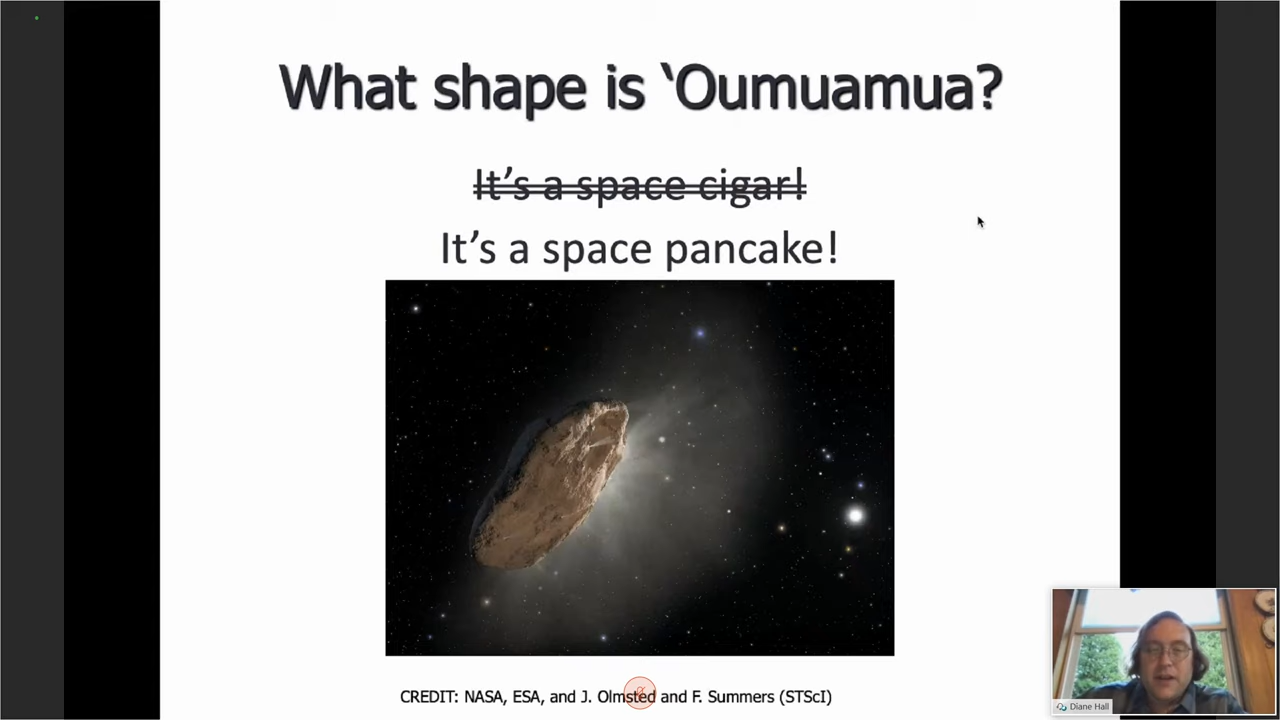 What shape is ‘Oumuamua?
It’s a space cigar!
It’s a space pancake!
CREDIT: NASA, ESA, and J. Olmsted and F. Summers (STScI)
Diane Hall